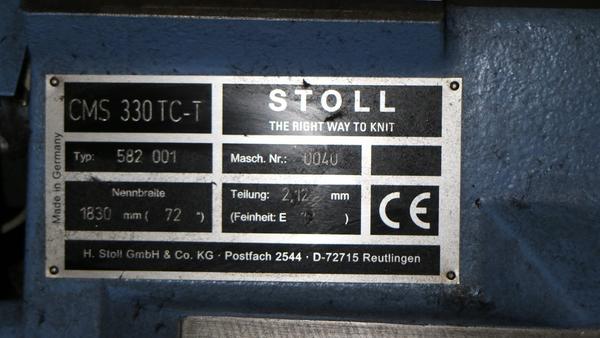 CMS 330 TC-T
STOLL
THE RIGHT WAY TO KNIT
Made in Germany
Typ: 582 001
Masch. Nr.: 0040
Nennbreite
1830 mm ( 72 ")
Teilung: 2,12 mm
(Feinheit: E )
CE
H. Stoll GmbH & Co. KG · Postfach 2544 · D-72715 Reutlingen